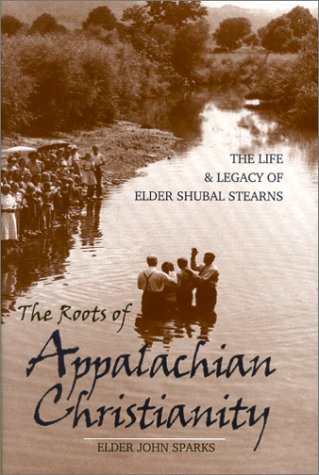 THE LIFE
& LEGACY OF
ELDER SHUBAL STEARNS
The Roots of
Appalachian
Christianity
ELDER JOHN SPARKS